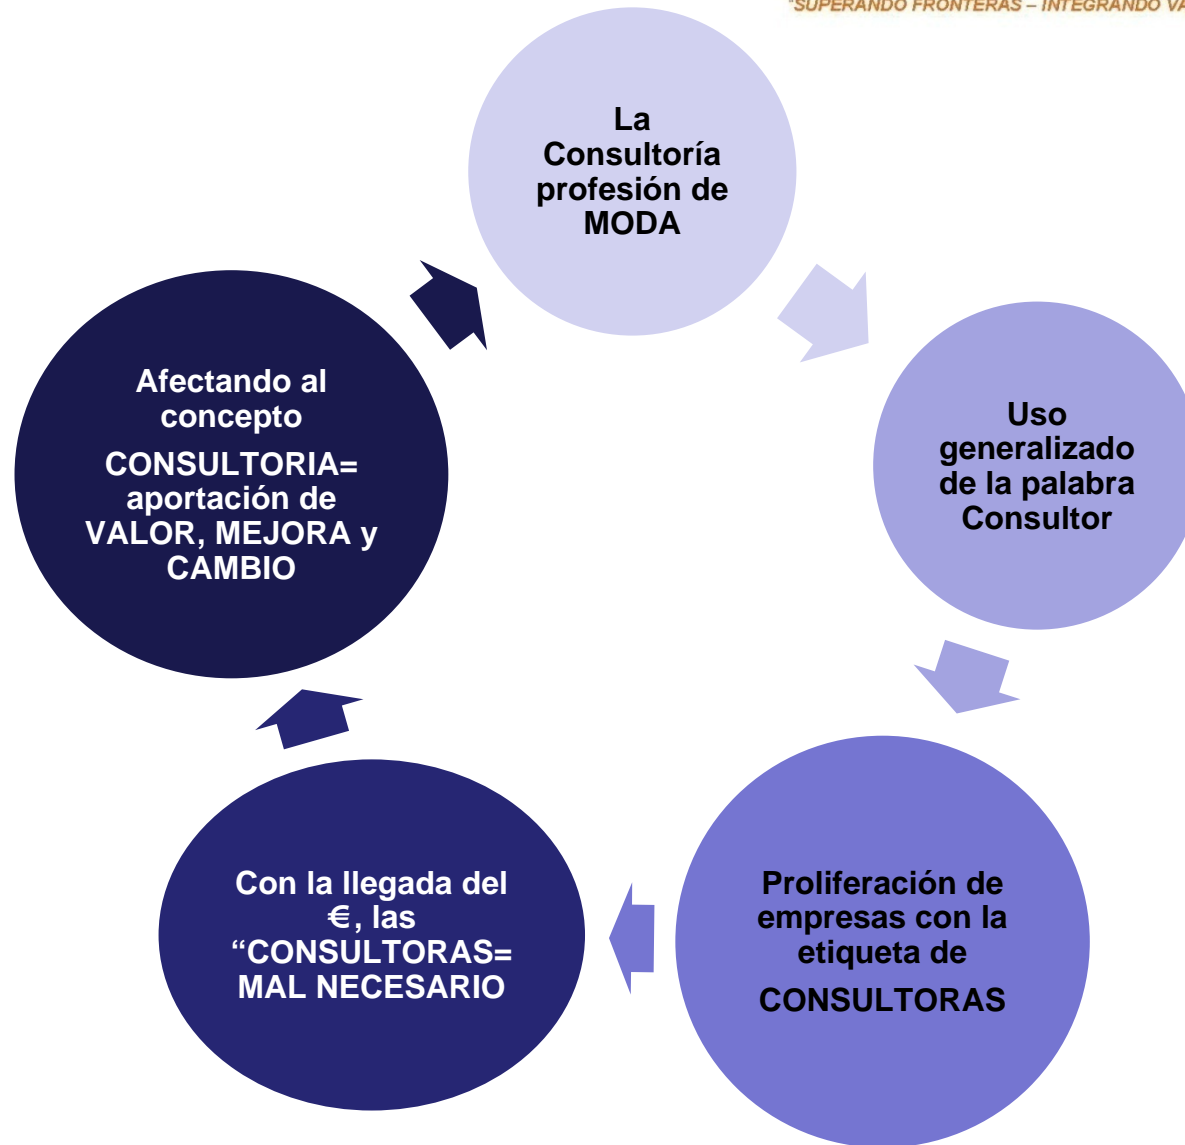 "SUPERANDO FRONTERAS – INTEGRANDO
La
Consultoría
profesión de
MODA
Uso
generalizado
de la palabra
Consultor
Proliferación de
empresas con la
etiqueta de
CONSULTORAS
Con la llegada del
€, las
“CONSULTORAS=
MAL NECESARIO
Afectando al
concepto
CONSULTORIA=
aportación de
VALOR, MEJORA y
CAMBIO